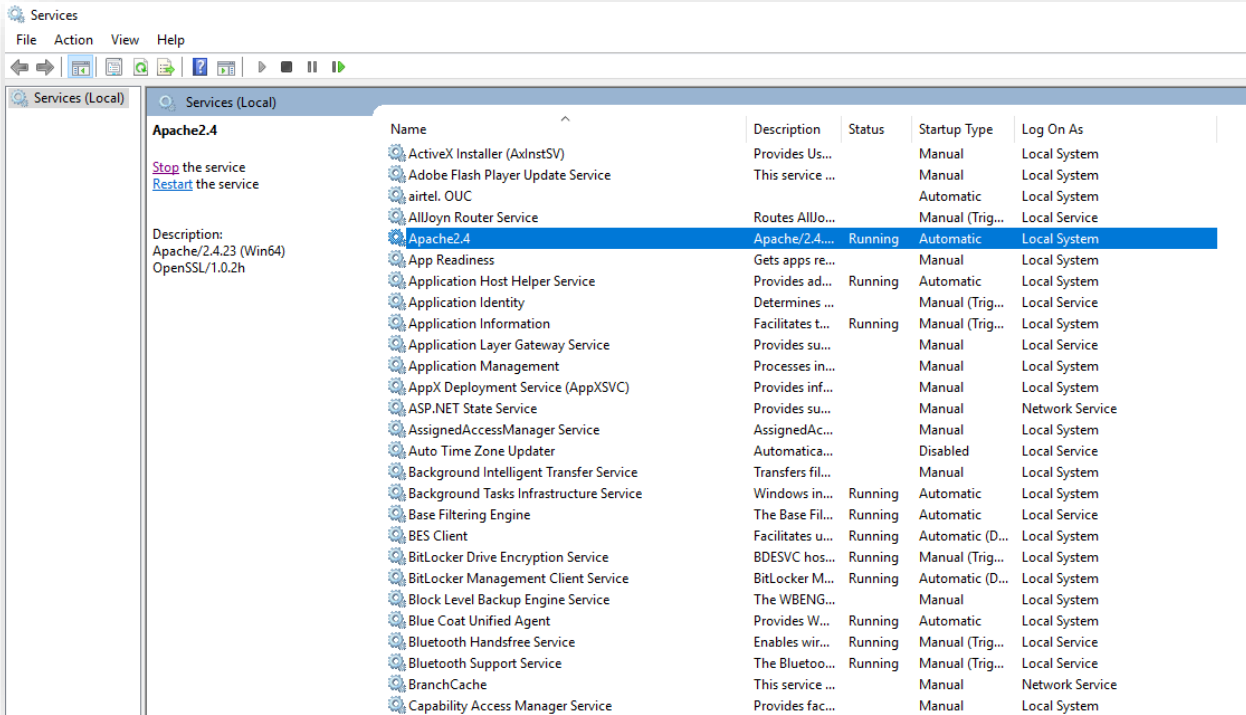 Services
File Action View Help
Services (Local)
Services (Local)
Apache2.4
Stop the service
Restart the service
Description:
Apache/2.4.23 (Win64)
OpenSSL/1.0.2h
Name Description Status Startup Type Log On As
ActiveX Installer (AxInstSV) Provides Us... Manual Local System
Adobe Flash Player Update Service This service ... Manual Local System
airtel. OUC Automatic Local System
AllJoyn Router Service Routes AllJo... Manual (Trig... Local Service
Apache2.4 Apache/2.4.... Running Automatic Local System
App Readiness Gets apps re... Manual Local System
Application Host Helper Service Provides ad... Running Automatic Local System
Application Identity Determines ... Manual (Trig... Local Service
Application Information Facilitates t... Running Manual (Trig... Local System
Application Layer Gateway Service Provides su... Manual Local Service
Application Management Processes in... Manual Local System
AppX Deployment Service (AppXSVC) Provides inf... Manual Local System
ASP.NET State Service Provides su... Manual Network Service
AssignedAccessManager Service AssignedAc... Manual Local System
Auto Time Zone Updater Automatica... Disabled Local Service
Background Intelligent Transfer Service Transfers fil... Manual Local System
Background Tasks Infrastructure Service Windows in... Running Automatic Local System
Base Filtering Engine The Base Fil... Running Automatic Local Service
BES Client Facilitates u... Running Automatic (D... Local System
BitLocker Drive Encryption Service BDESVC hos... Running Manual (Trig... Local System
BitLocker Management Client Service BitLocker M... Running Automatic (D... Local System
Block Level Backup Engine Service The WBENG... Manual Local System
Blue Coat Unified Agent Provides W... Running Automatic Local System
Bluetooth Handsfree Service Enables wir... Running Manual (Trig... Local Service
Bluetooth Support Service The Bluetoo... Running Manual (Trig... Local Service
BranchCache This service ... Manual Network Service
Capability Access Manager Service Provides fac... Manual Local System